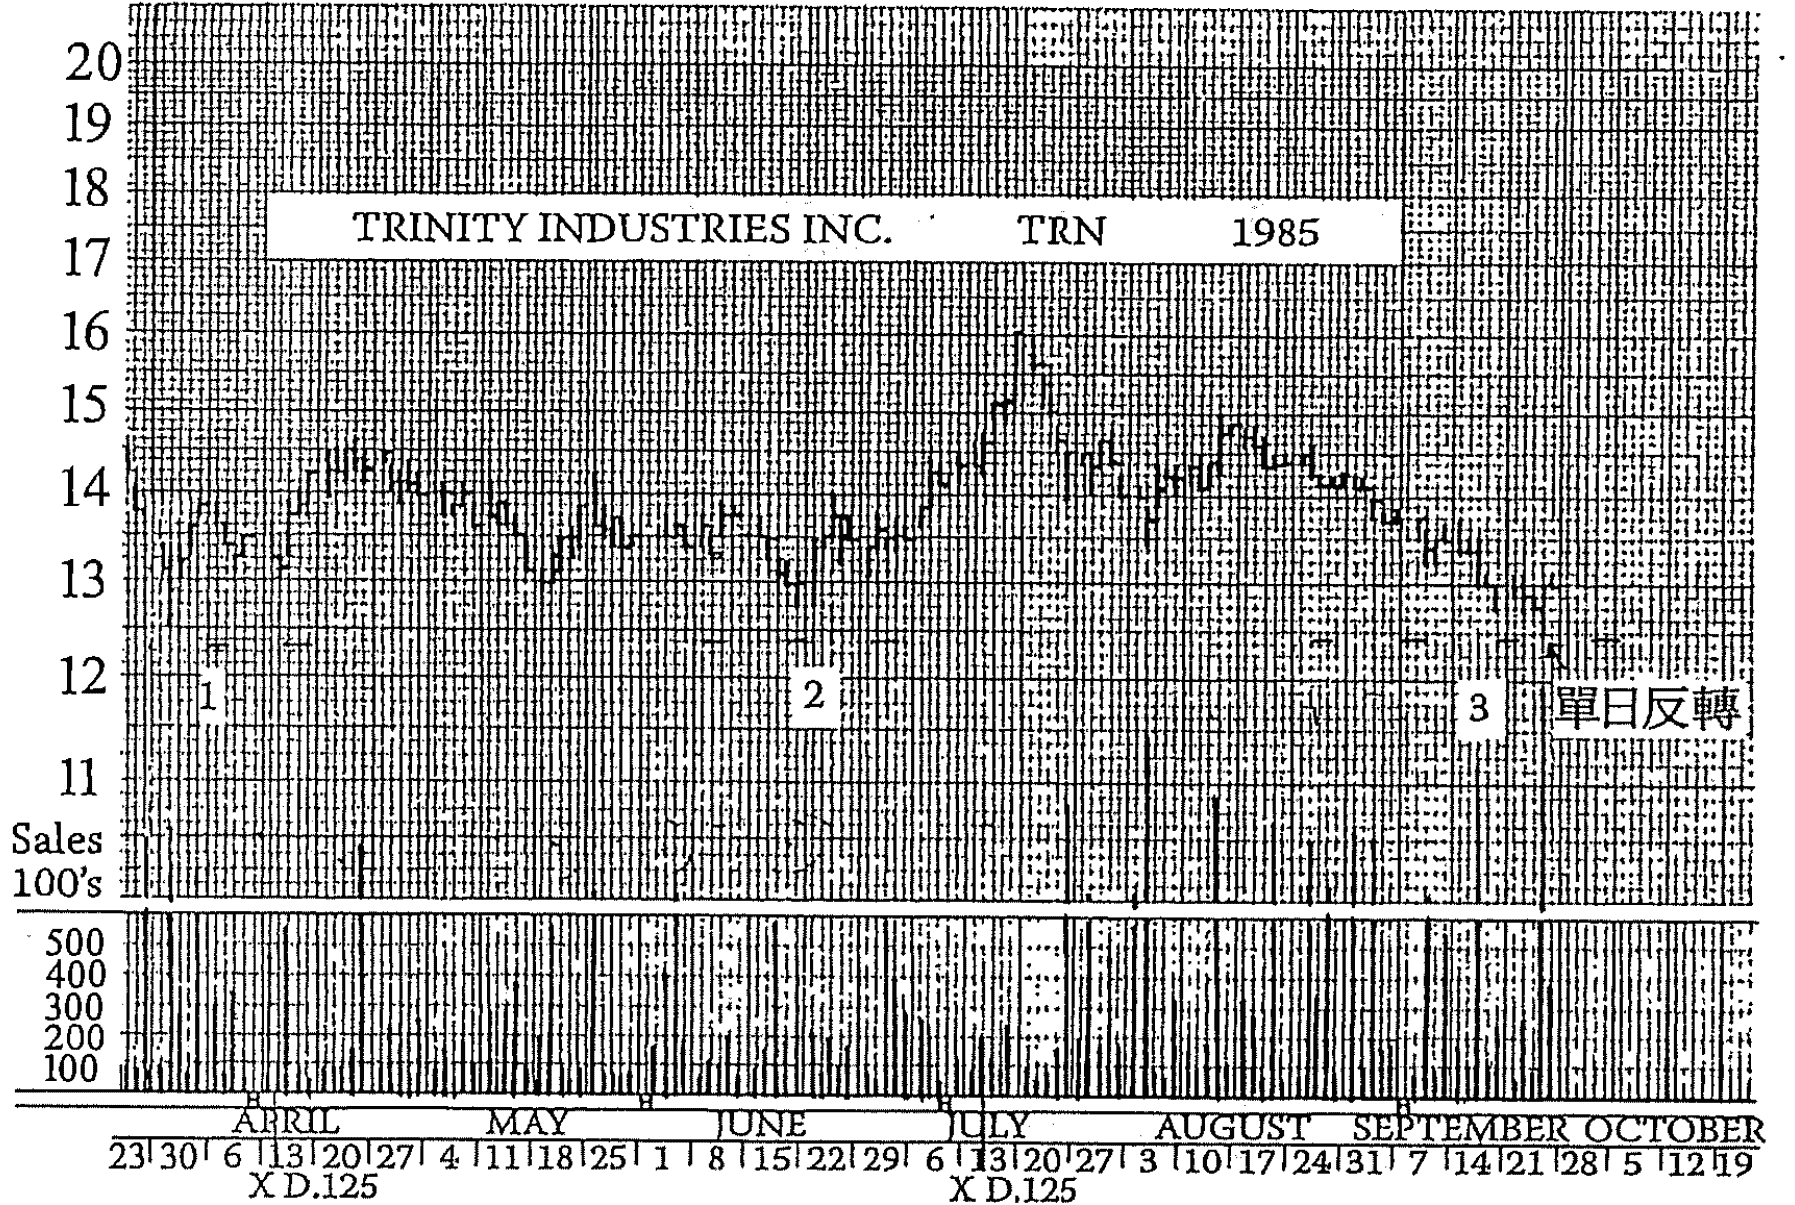 20
19
18
TRINITY INDUSTRIES INC. TRN 1985
17
16
15
14
13
12
1 2 3 單日反轉
11
Sales
100's
500
400
300
200
100
H H H H
APRIL MAY JUNE JULY AUGUST SEPTEMBER OCTOBER
23 30 6 13 20 27 4 11 18 25 1 8 15 22 29 6 13 20 27 3 10 17 24 31 7 14 21 28 5 12 19
X D.125 X D.125